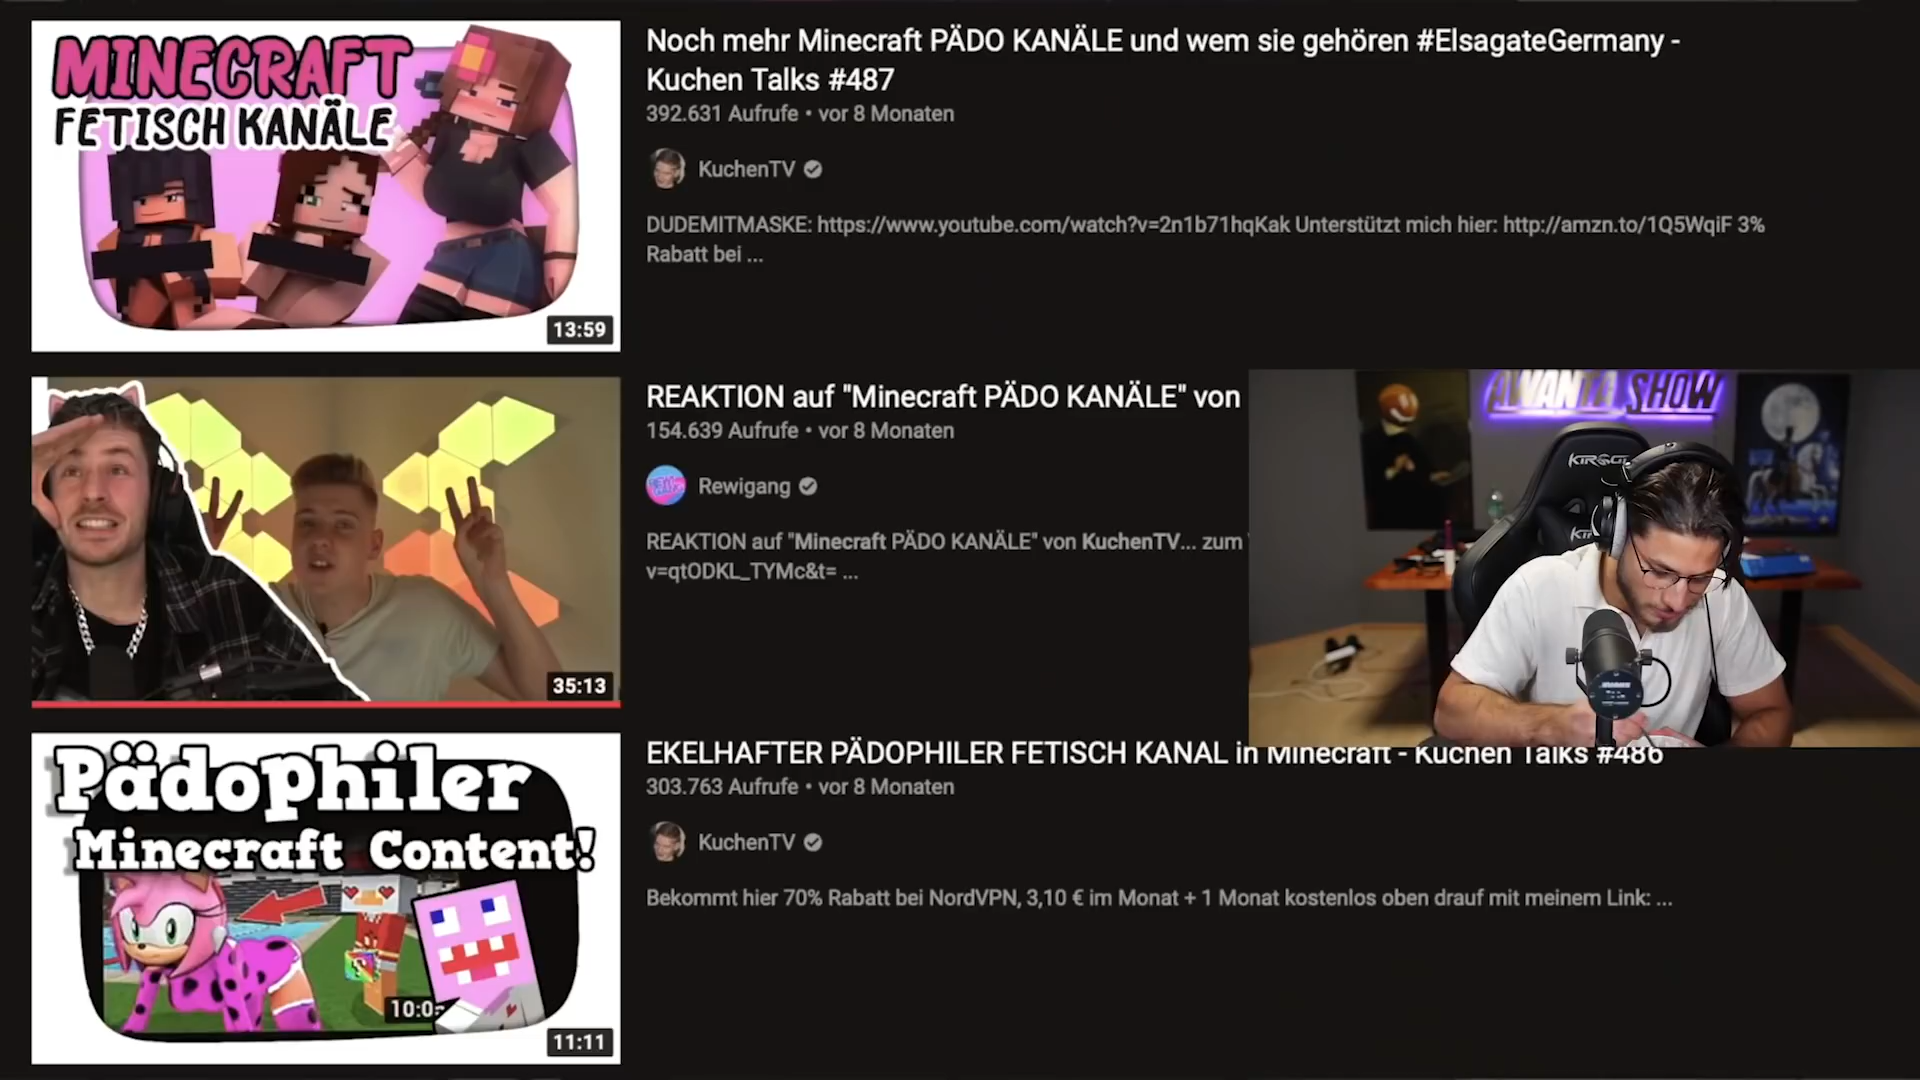 MINECRAFT
FETISCH KANÄLE
13:59
Noch mehr Minecraft PÄDO KANÄLE und wem sie gehören #ElsagateGermany -
Kuchen Talks #487
392.631 Aufrufe • vor 8 Monaten
KuchenTV
DUDEMITMASKE: https://www.youtube.com/watch?v=2n1b71hqKak Unterstützt mich hier: http://amzn.to/1Q5WqiF 3%
Rabatt bei ...
35:13
REAKTION auf "Minecraft PÄDO KANÄLE" von
154.639 Aufrufe • vor 8 Monaten
Rewigang
REAKTION auf "Minecraft PÄDO KANÄLE" von KuchenTV... zum
v=qtODKL_TYMc&t= ...
AWANTE SHOW
Pädophiler
Minecraft Content!
10:0
11:11
EKELHAFTER PÄDOPHILER FETISCH KANAL in Minecraft - Kuchen Talks #486
303.763 Aufrufe • vor 8 Monaten
KuchenTV
Bekommt hier 70% Rabatt bei NordVPN, 3,10 € im Monat + 1 Monat kostenlos oben drauf mit meinem Link: ...